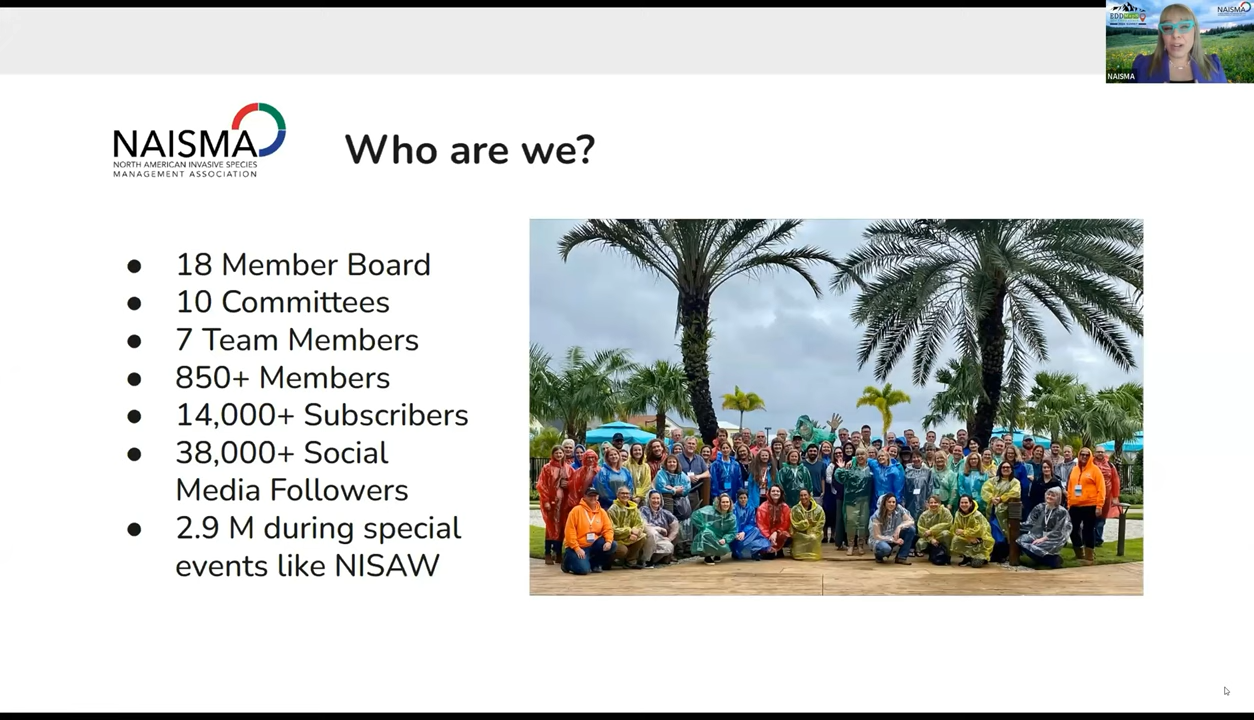 NAISMA
NORTH AMERICAN INVASIVE SPECIES
MANAGEMENT ASSOCIATION
Who are we?
● 18 Member Board
● 10 Committees
● 7 Team Members
● 850+ Members
● 14,000+ Subscribers
● 38,000+ Social
Media Followers
● 2.9 M during special
events like NISAW
NAISMA
NAISMA